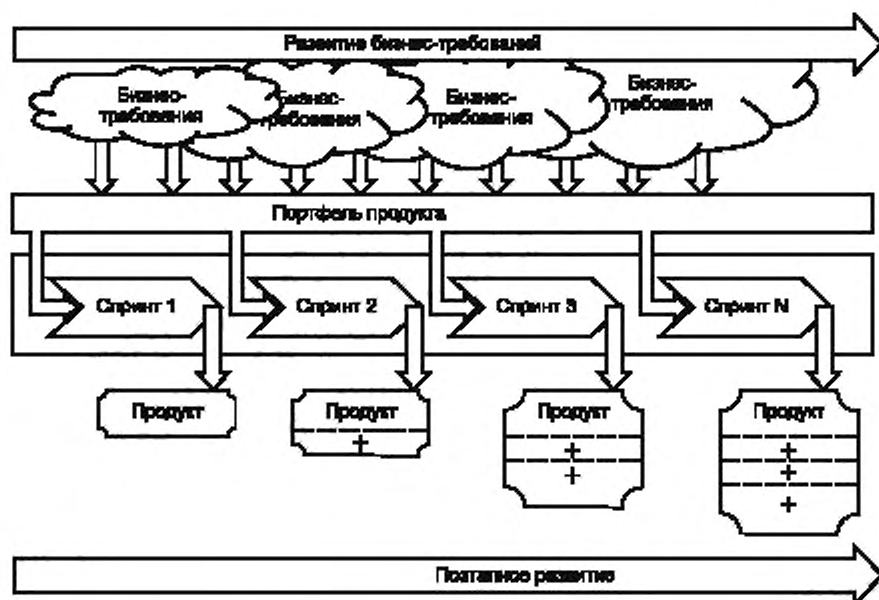 Развитие бизнес-требований
Бизнес-
требования
Бизнес-
требования
Бизнес-
требования
Бизнес-
требования
Портфель продукта
Спринт 1
Спринт 2
Спринт 3
Спринт N
Продукт
Продукт
+
Продукт
+
+
Продукт
+
+
+
Поэтапное развитие